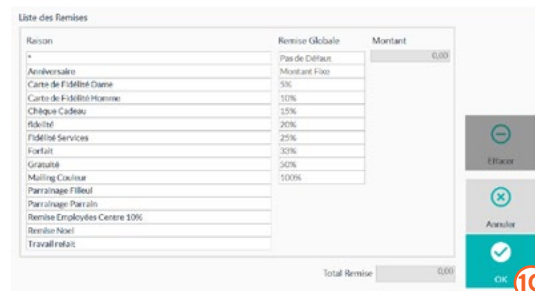 Liste des Remises
Raison Remise Globale Montant
* Pas de Défaut 0,00
Anniversaire Montant Fixe
Carte de Fidélité Dame 5%
Carte de Fidélité Homme 10%
Chèque Cadeau 15%
fidelité 20%
Fidélité Services 25%
Forfait 33%
Gratuité 50%
Mailing Couleur 100%
Parrainage Filleul
Parrainage Parrain
Remise Employées Centre 10%
Remise Noel
Travail refait
Effacer
Annuler
Total Remise 0,00
OK
10